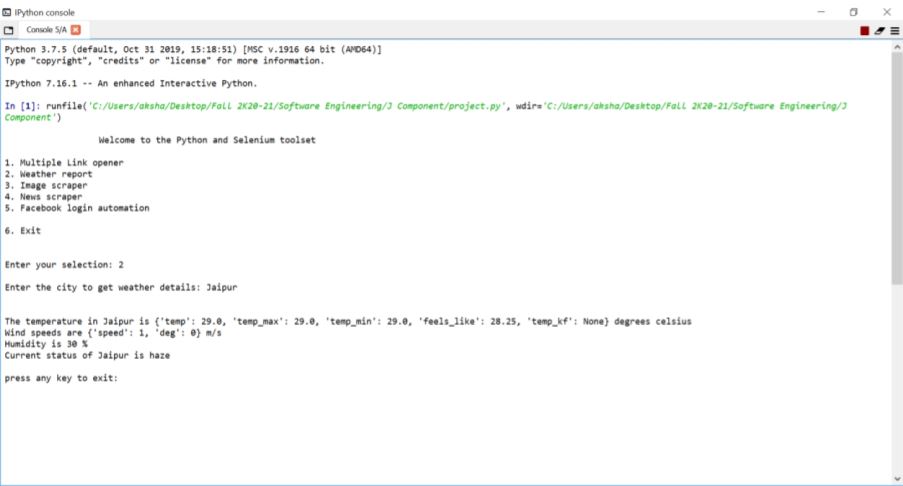 IPython console
Console 5/A
Python 3.7.5 (default, Oct 31 2019, 15:18:51) [MSC v.1916 64 bit (AMD64)]
Type "copyright", "credits" or "license" for more information.
IPython 7.16.1 -- An enhanced Interactive Python.
In [1]: runfile('C:/Users/aksha/Desktop/Fall 2K20-21/Software Engineering/J Component/project.py', wdir='C:/Users/aksha/Desktop/Fall 2K20-21/Software Engineering/J
Component')
Welcome to the Python and Selenium toolset
1. Multiple Link opener
2. Weather report
3. Image scraper
4. News scraper
5. Facebook login automation
6. Exit
Enter your selection: 2
Enter the city to get weather details: Jaipur
The temperature in Jaipur is {'temp': 29.0, 'temp_max': 29.0, 'temp_min': 29.0, 'feels_like': 28.25, 'temp_kf': None} degrees celsius
Wind speeds are {'speed': 1, 'deg': 0} m/s
Humidity is 30 %
Current status of Jaipur is haze
press any key to exit: